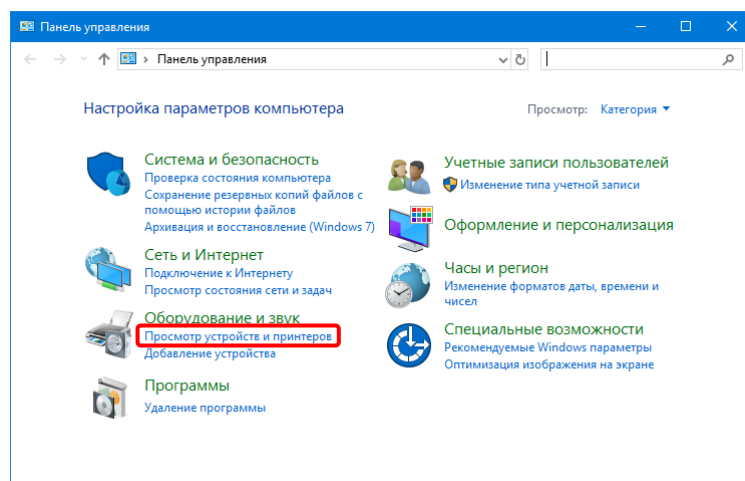 Панель управления
Панель управления
Настройка параметров компьютера
Просмотр: Категория
Система и безопасность
Проверка состояния компьютера
Сохранение резервных копий файлов с
помощью истории файлов
Архивация и восстановление (Windows 7)
Сеть и Интернет
Подключение к Интернету
Просмотр состояния сети и задач
Оборудование и звук
Просмотр устройств и принтеров
Добавление устройства
Программы
Удаление программы
Учетные записи пользователей
Изменение типа учетной записи
Оформление и персонализация
Часы и регион
Изменение форматов даты, времени и
чисел
Специальные возможности
Рекомендуемые Windows параметры
Оптимизация изображения на экране